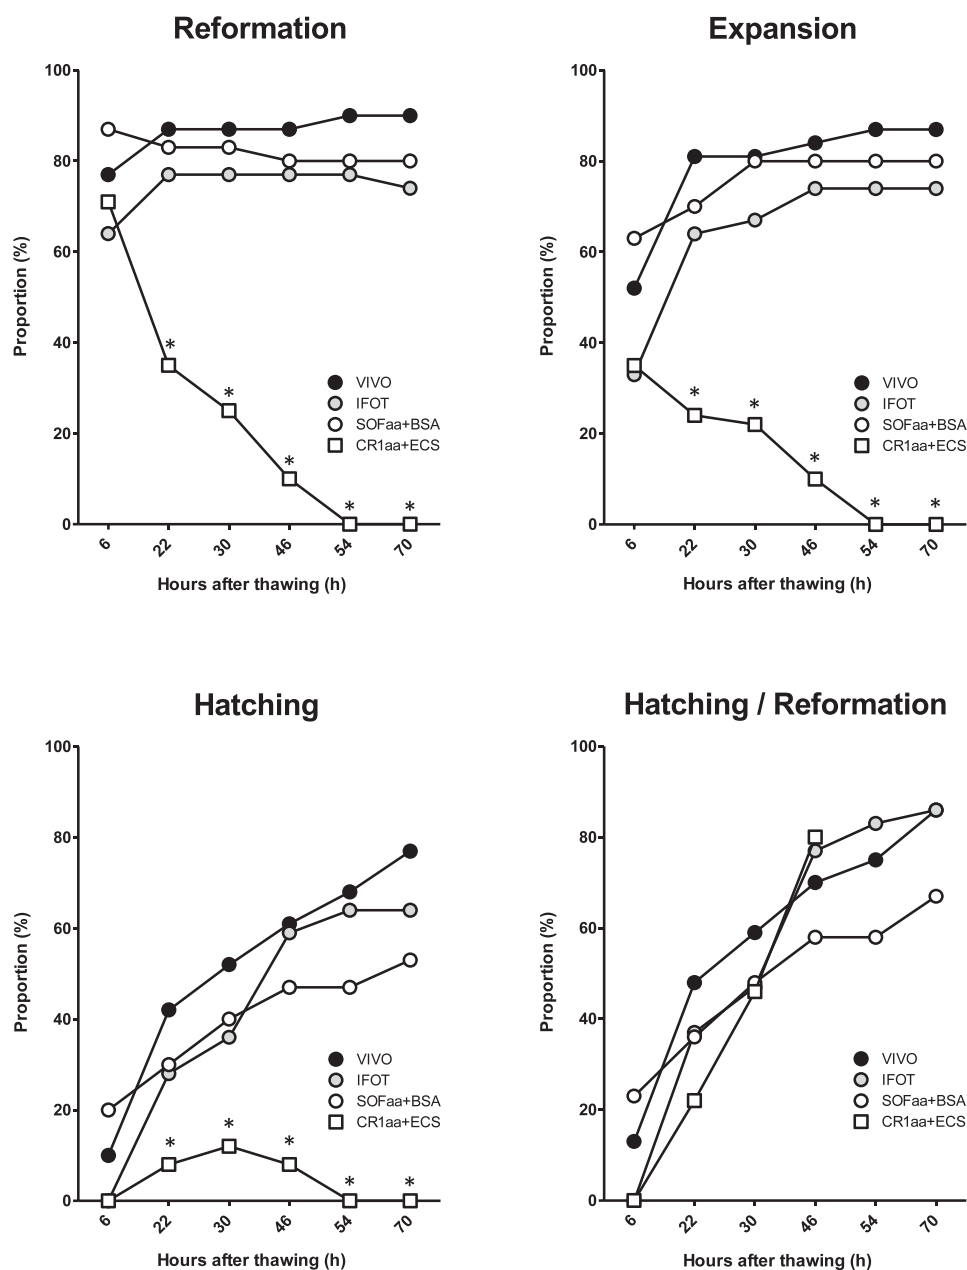 Reformation
Proportion (%)
100
80
60
40
20
0
*
*
*
*
*
VIVO
IFOT
SOFaa+BSA
CR1aa+ECS
6 22 30 46 54 70
Hours after thawing (h)
Expansion
Proportion (%)
100
80
60
40
20
0
*
*
*
*
*
VIVO
IFOT
SOFaa+BSA
CR1aa+ECS
6 22 30 46 54 70
Hours after thawing (h)
Hatching
Proportion (%)
100
80
60
40
20
0
*
*
*
*
*
VIVO
IFOT
SOFaa+BSA
CR1aa+ECS
6 22 30 46 54 70
Hours after thawing (h)
Hatching / Reformation
Proportion (%)
100
80
60
40
20
0
VIVO
IFOT
SOFaa+BSA
CR1aa+ECS
6 22 30 46 54 70
Hours after thawing (h)